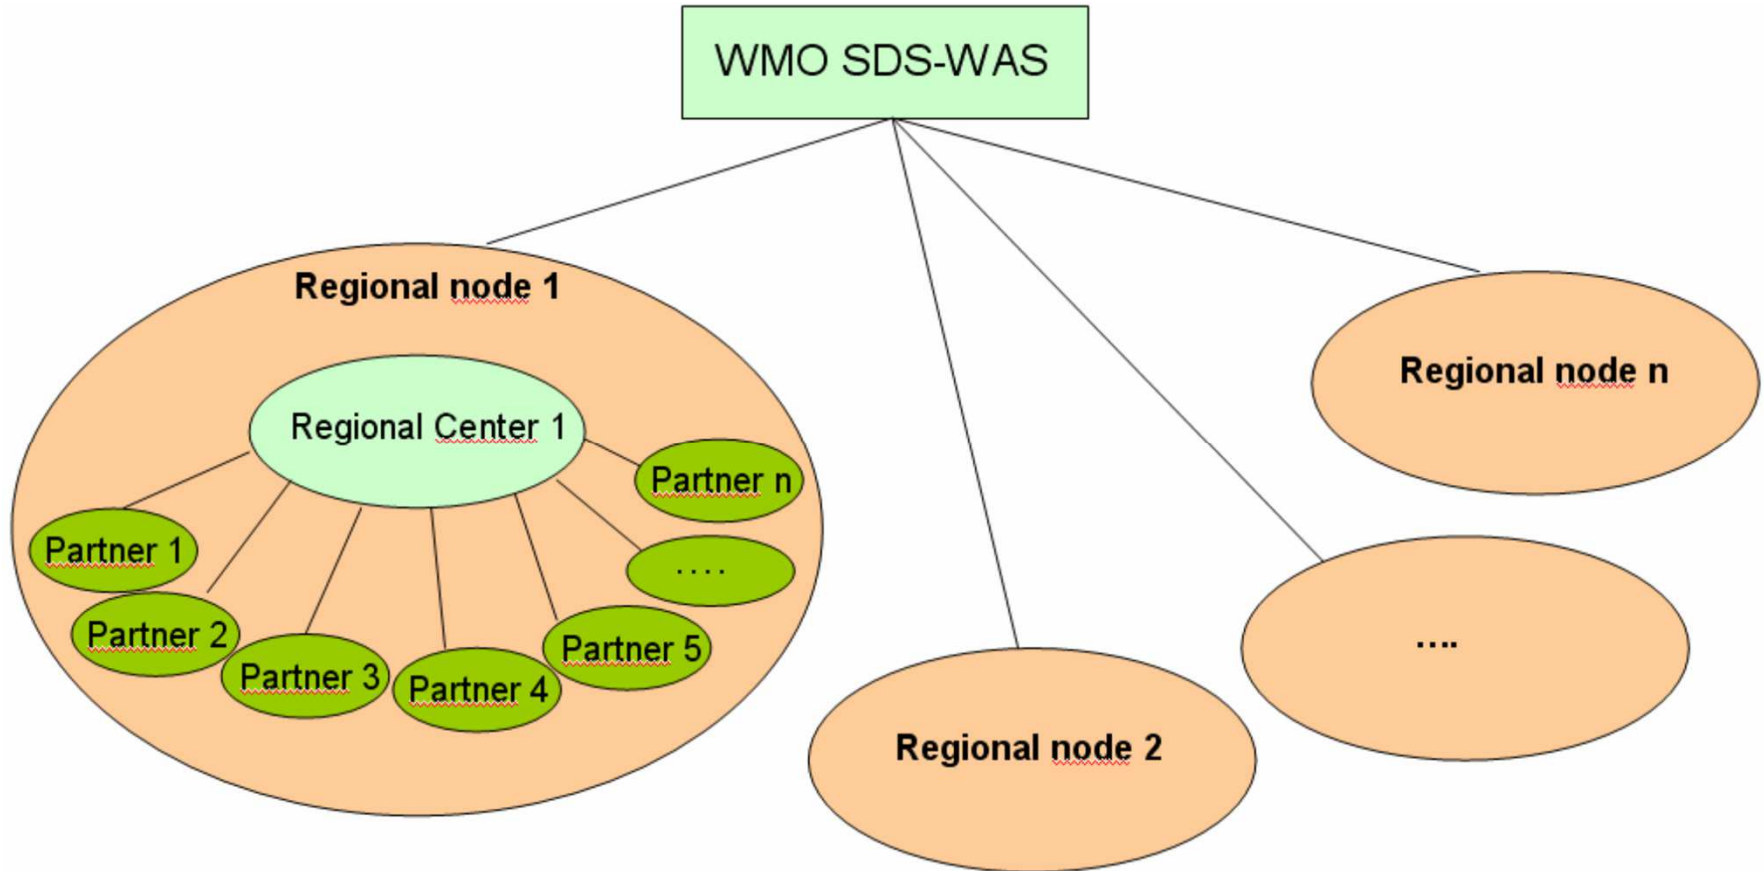 WMO SDS-WAS
Regional node 1
Regional node n
Regional Center 1
Partner n
Partner 1
....
Partner 2
Partner 5
....
Partner 3
Partner 4
Regional node 2